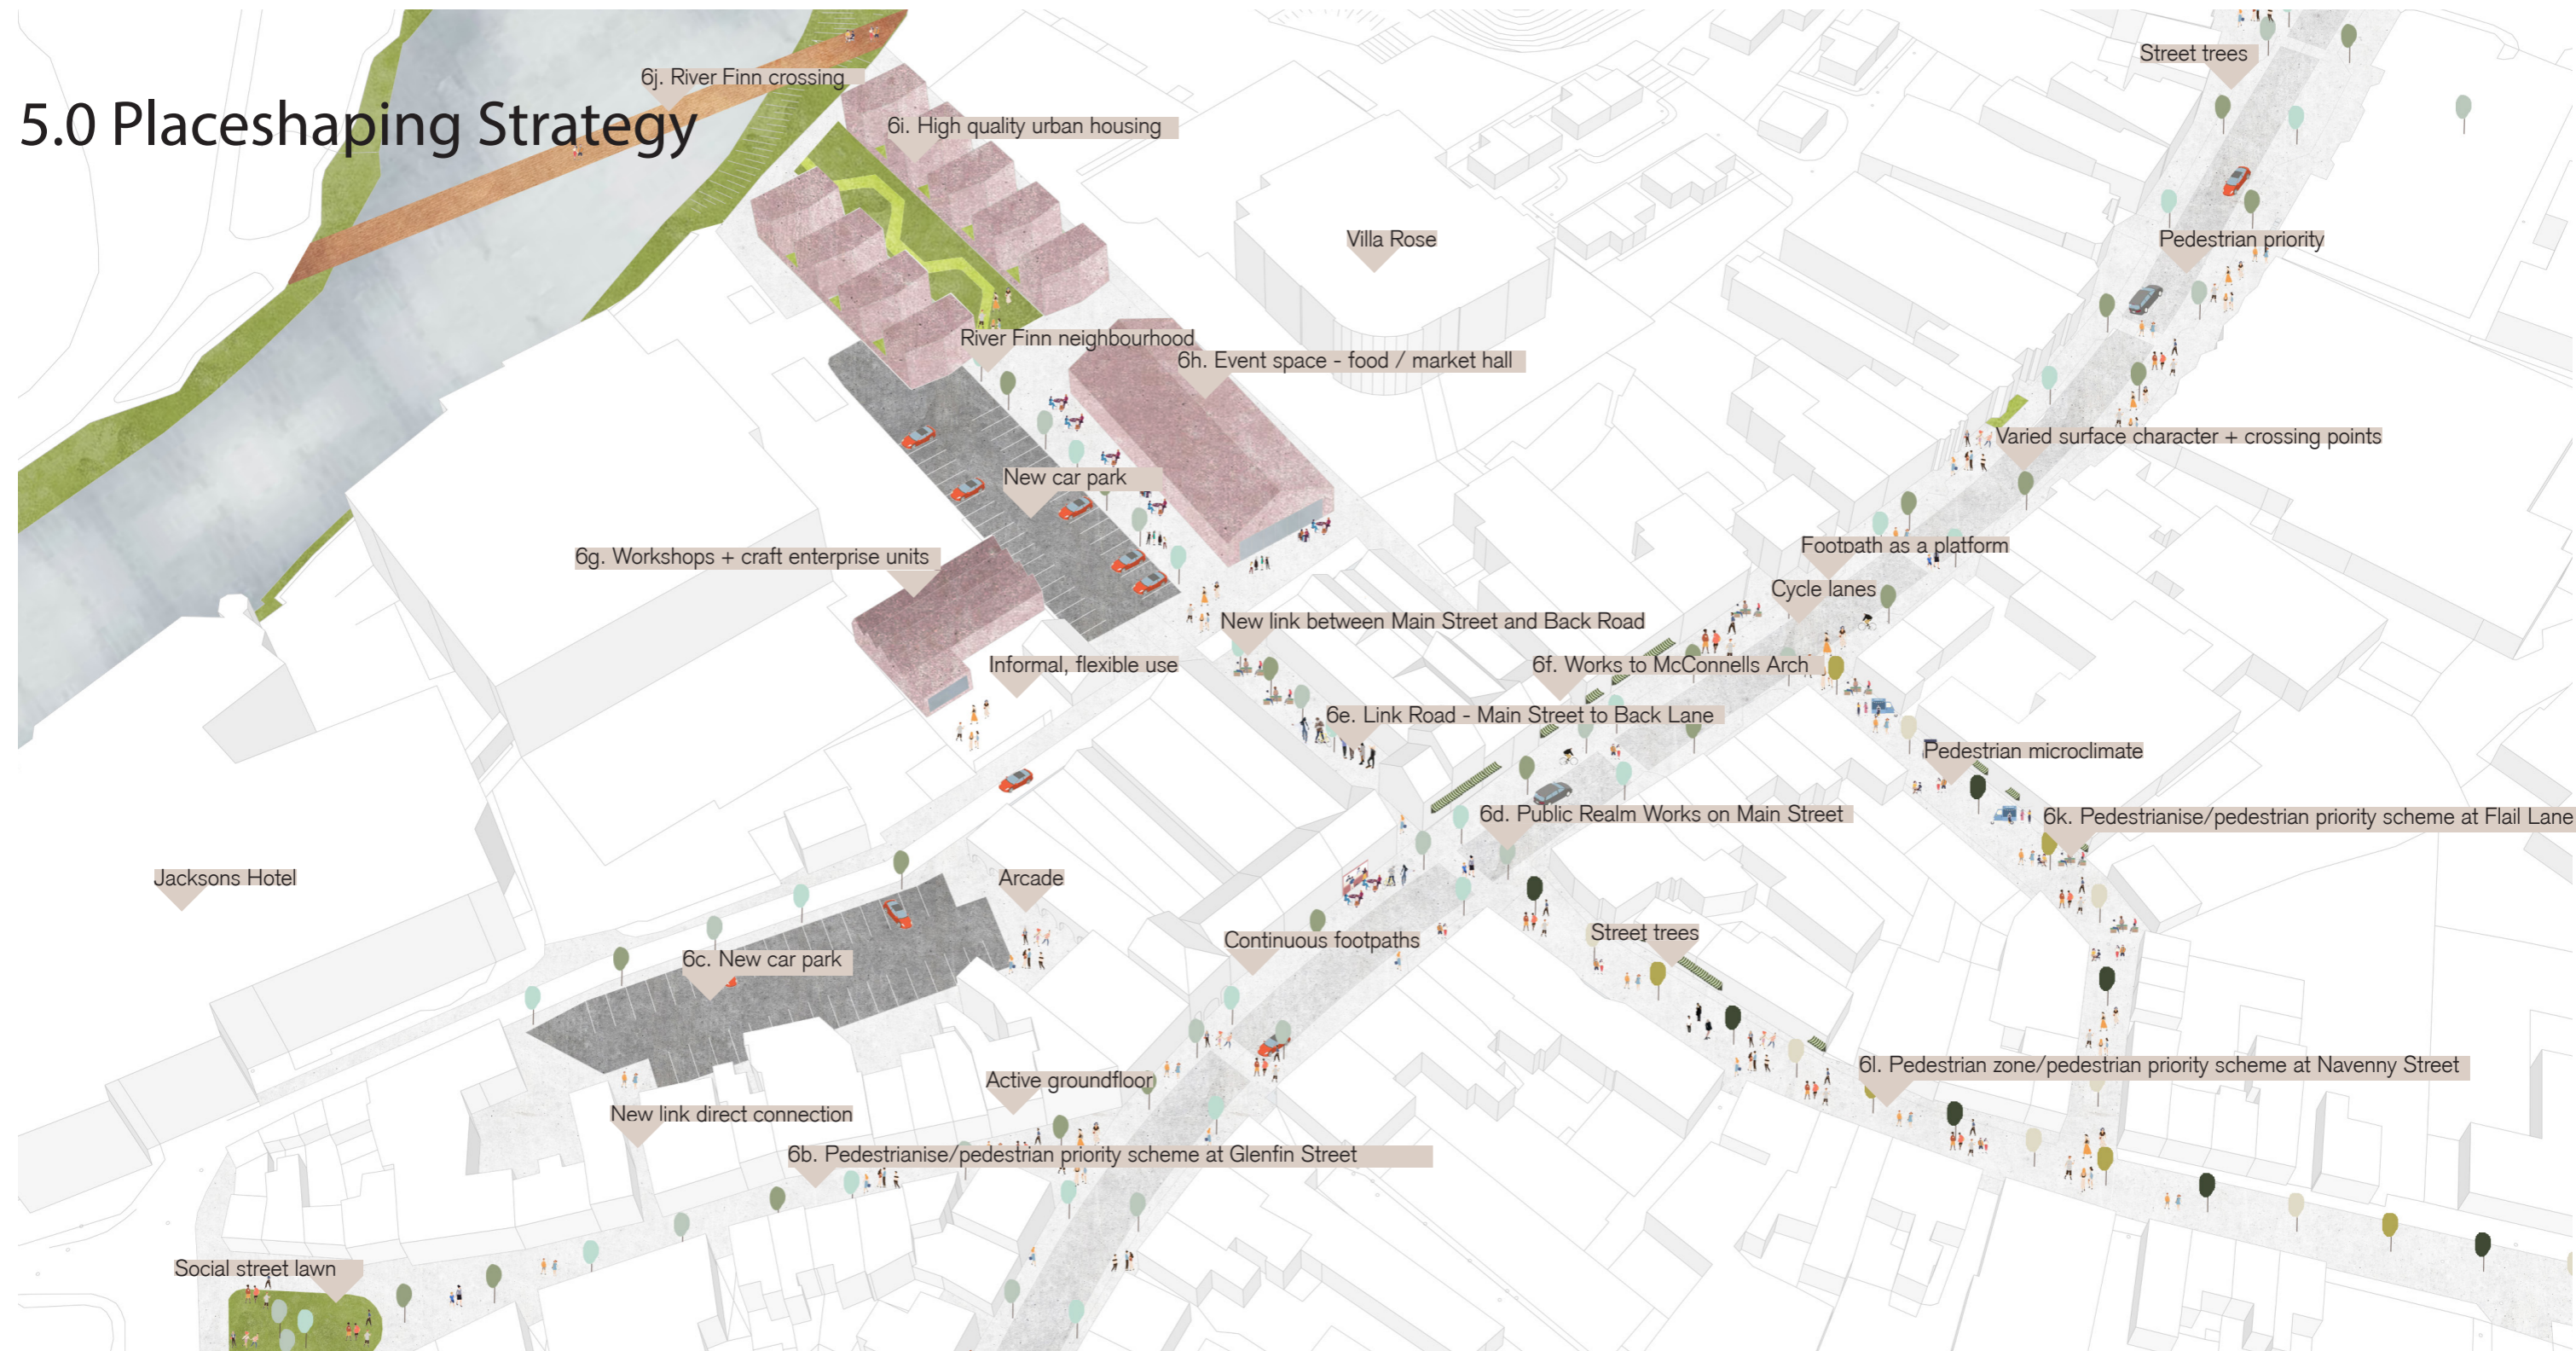 5.0 Placeshaping Strategy
6j. River Finn crossing
Street trees
6i. High quality urban housing
Villa Rose
Pedestrian priority
River Finn neighbourhood
6h. Event space - food / market hall
Varied surface character + crossing points
New car park
6g. Workshops + craft enterprise units
Footpath as a platform
Cycle lanes
New link between Main Street and Back Road
Informal, flexible use
6f. Works to McConnells Arch
6e. Link Road - Main Street to Back Lane
Pedestrian microclimate
6d. Public Realm Works on Main Street
6k. Pedestrianise/pedestrian priority scheme at Flail Lane
Jacksons Hotel
Arcade
Continuous footpaths
Street trees
6c. New car park
6l. Pedestrian zone/pedestrian priority scheme at Navenny Street
Active groundfloor
New link direct connection
6b. Pedestrianise/pedestrian priority scheme at Glenfin Street
Social street lawn